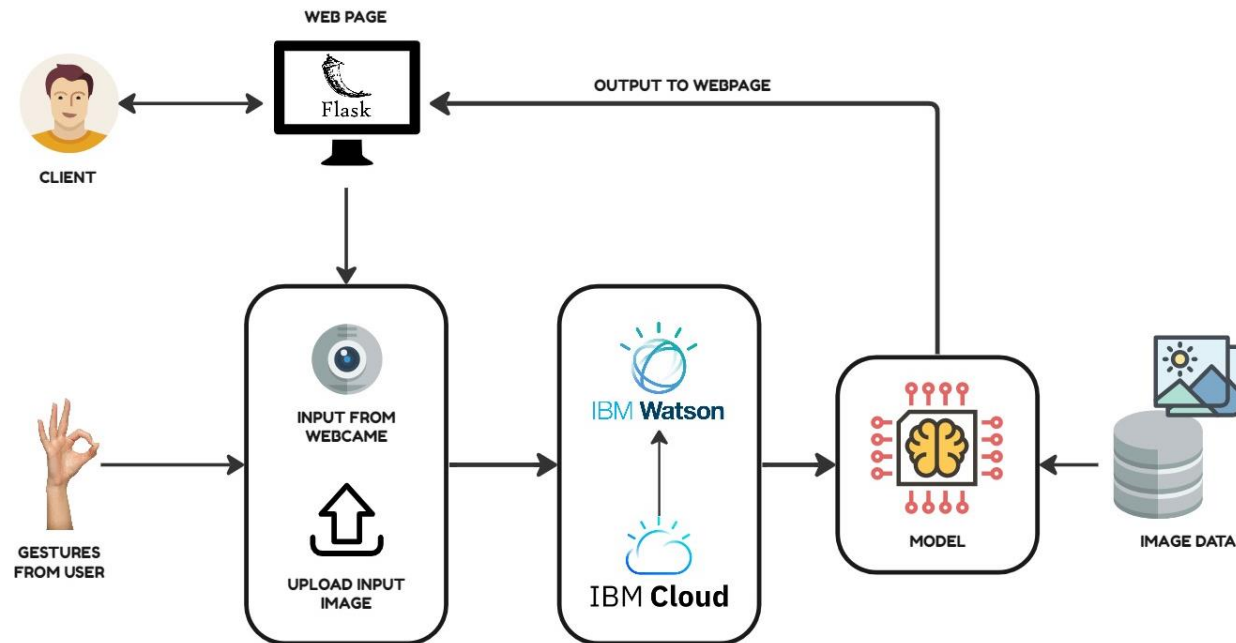 WEB PAGE
Flask
OUTPUT TO WEBPAGE
CLIENT
IBM Watson
INPUT FROM
WEBCAME
GESTURES
FROM USER
UPLOAD INPUT
IMAGE
IBM Cloud
MODEL
IMAGE DATA